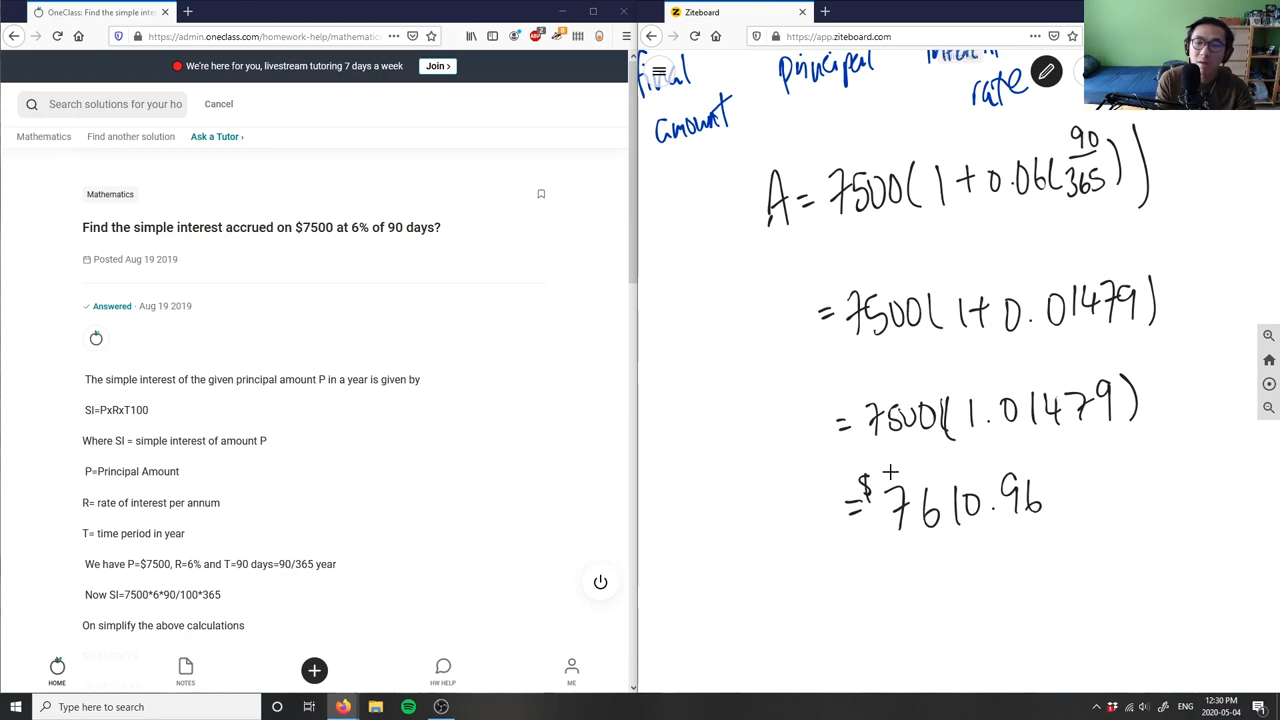 OneClass: Find the simple inte
https://admin.oneclass.com/homework-help/mathematic
We're here for you, livestream tutoring 7 days a week
Join ›
Search solutions for your ho
Cancel
Mathematics
Find another solution
Ask a Tutor ›
Mathematics
Find the simple interest accrued on $7500 at 6% of 90 days?
Posted Aug 19 2019
Answered · Aug 19 2019
The simple interest of the given principal amount P in a year is given by
SI=PxRxT100
Where SI = simple interest of amount P
P=Principal Amount
R= rate of interest per annum
T= time period in year
We have P=$7500, R=6% and T=90 days=90/365 year
Now SI=7500*6*90/100*365
On simplify the above calculations
HOME
NOTES
HW HELP
ME
Ziteboard
https://app.ziteboard.com
final
amount
principal
rate
A = 7500(1 + 0.06(90/365))
= 7500(1 + 0.01479)
= 7500(1.01479)
= $7610.96
Type here to search
ENG
12:30 PM
2020-05-04